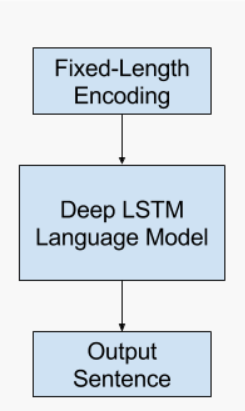 Fixed-Length
Encoding
Deep LSTM
Language Model
Output
Sentence